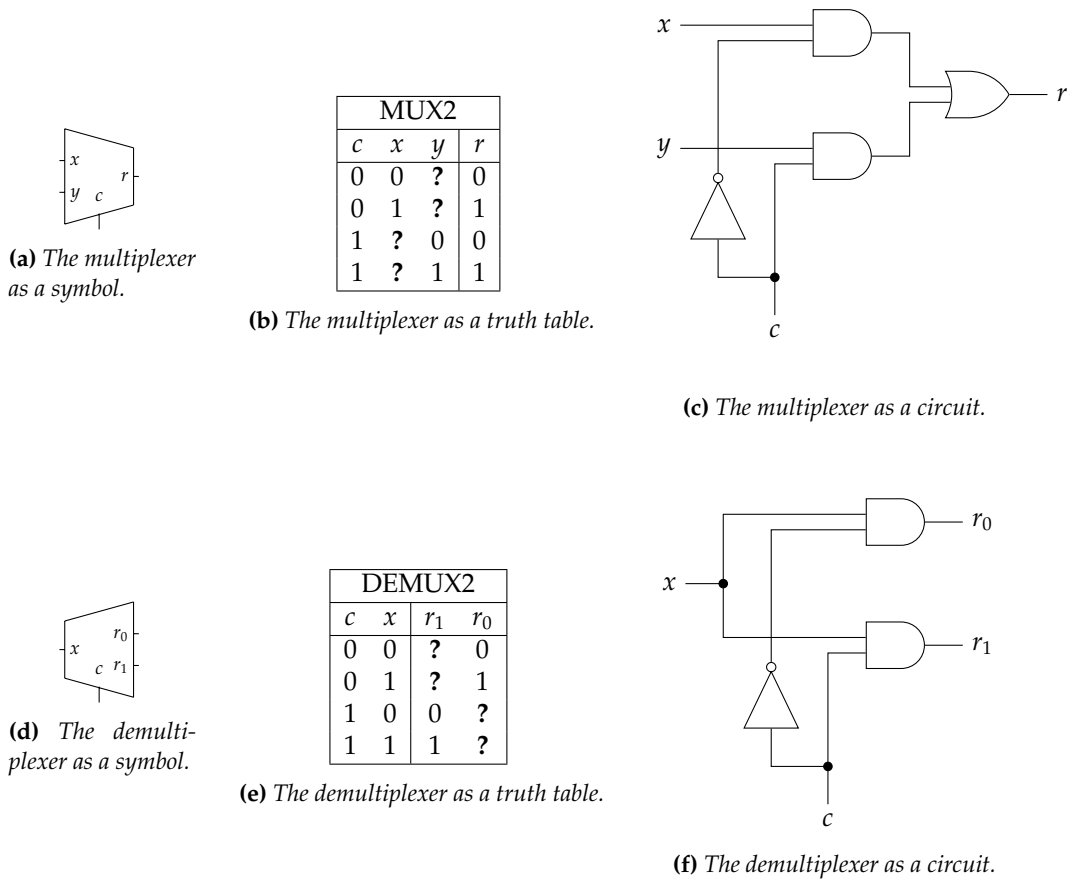 x
y
c
r
(a) The multiplexer
as a symbol.
MUX2
c x y r
0 0 ? 0
0 1 ? 1
1 ? 0 0
1 ? 1 1
(b) The multiplexer as a truth table.
x
y
r
c
(c) The multiplexer as a circuit.
x
c
r0
r1
(d) The demulti-
plexer as a symbol.
DEMUX2
c x r1 r0
0 0 ? 0
0 1 ? 1
1 0 0 ?
1 1 1 ?
(e) The demultiplexer as a truth table.
x
r0
r1
c
(f) The demultiplexer as a circuit.